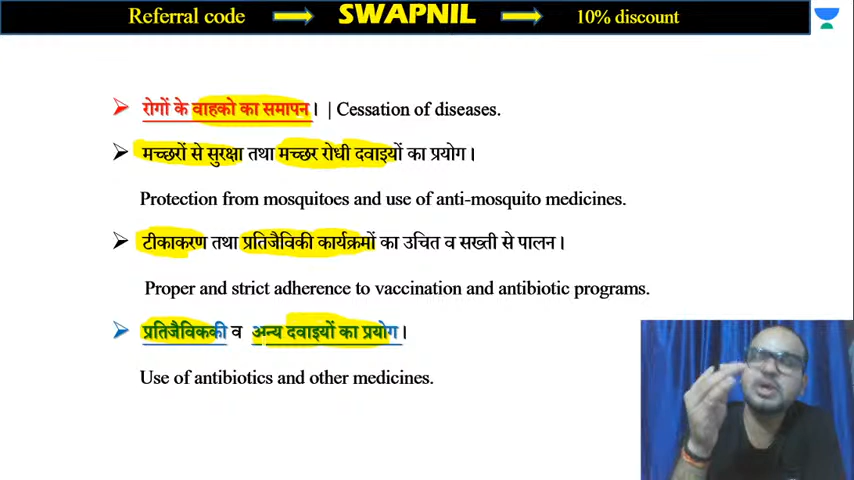 Referral code SWAPNIL 10% discount
रोगों के वाहको का समापन। | Cessation of diseases.
मच्छरों से सुरक्षा तथा मच्छर रोधी दवाइयों का प्रयोग।
Protection from mosquitoes and use of anti-mosquito medicines.
टीकाकरण तथा प्रतिजैविकी कार्यक्रमों का उचित व सख्ती से पालन।
Proper and strict adherence to vaccination and antibiotic programs.
प्रतिजैविककी व अन्य दवाइयों का प्रयोग।
Use of antibiotics and other medicines.